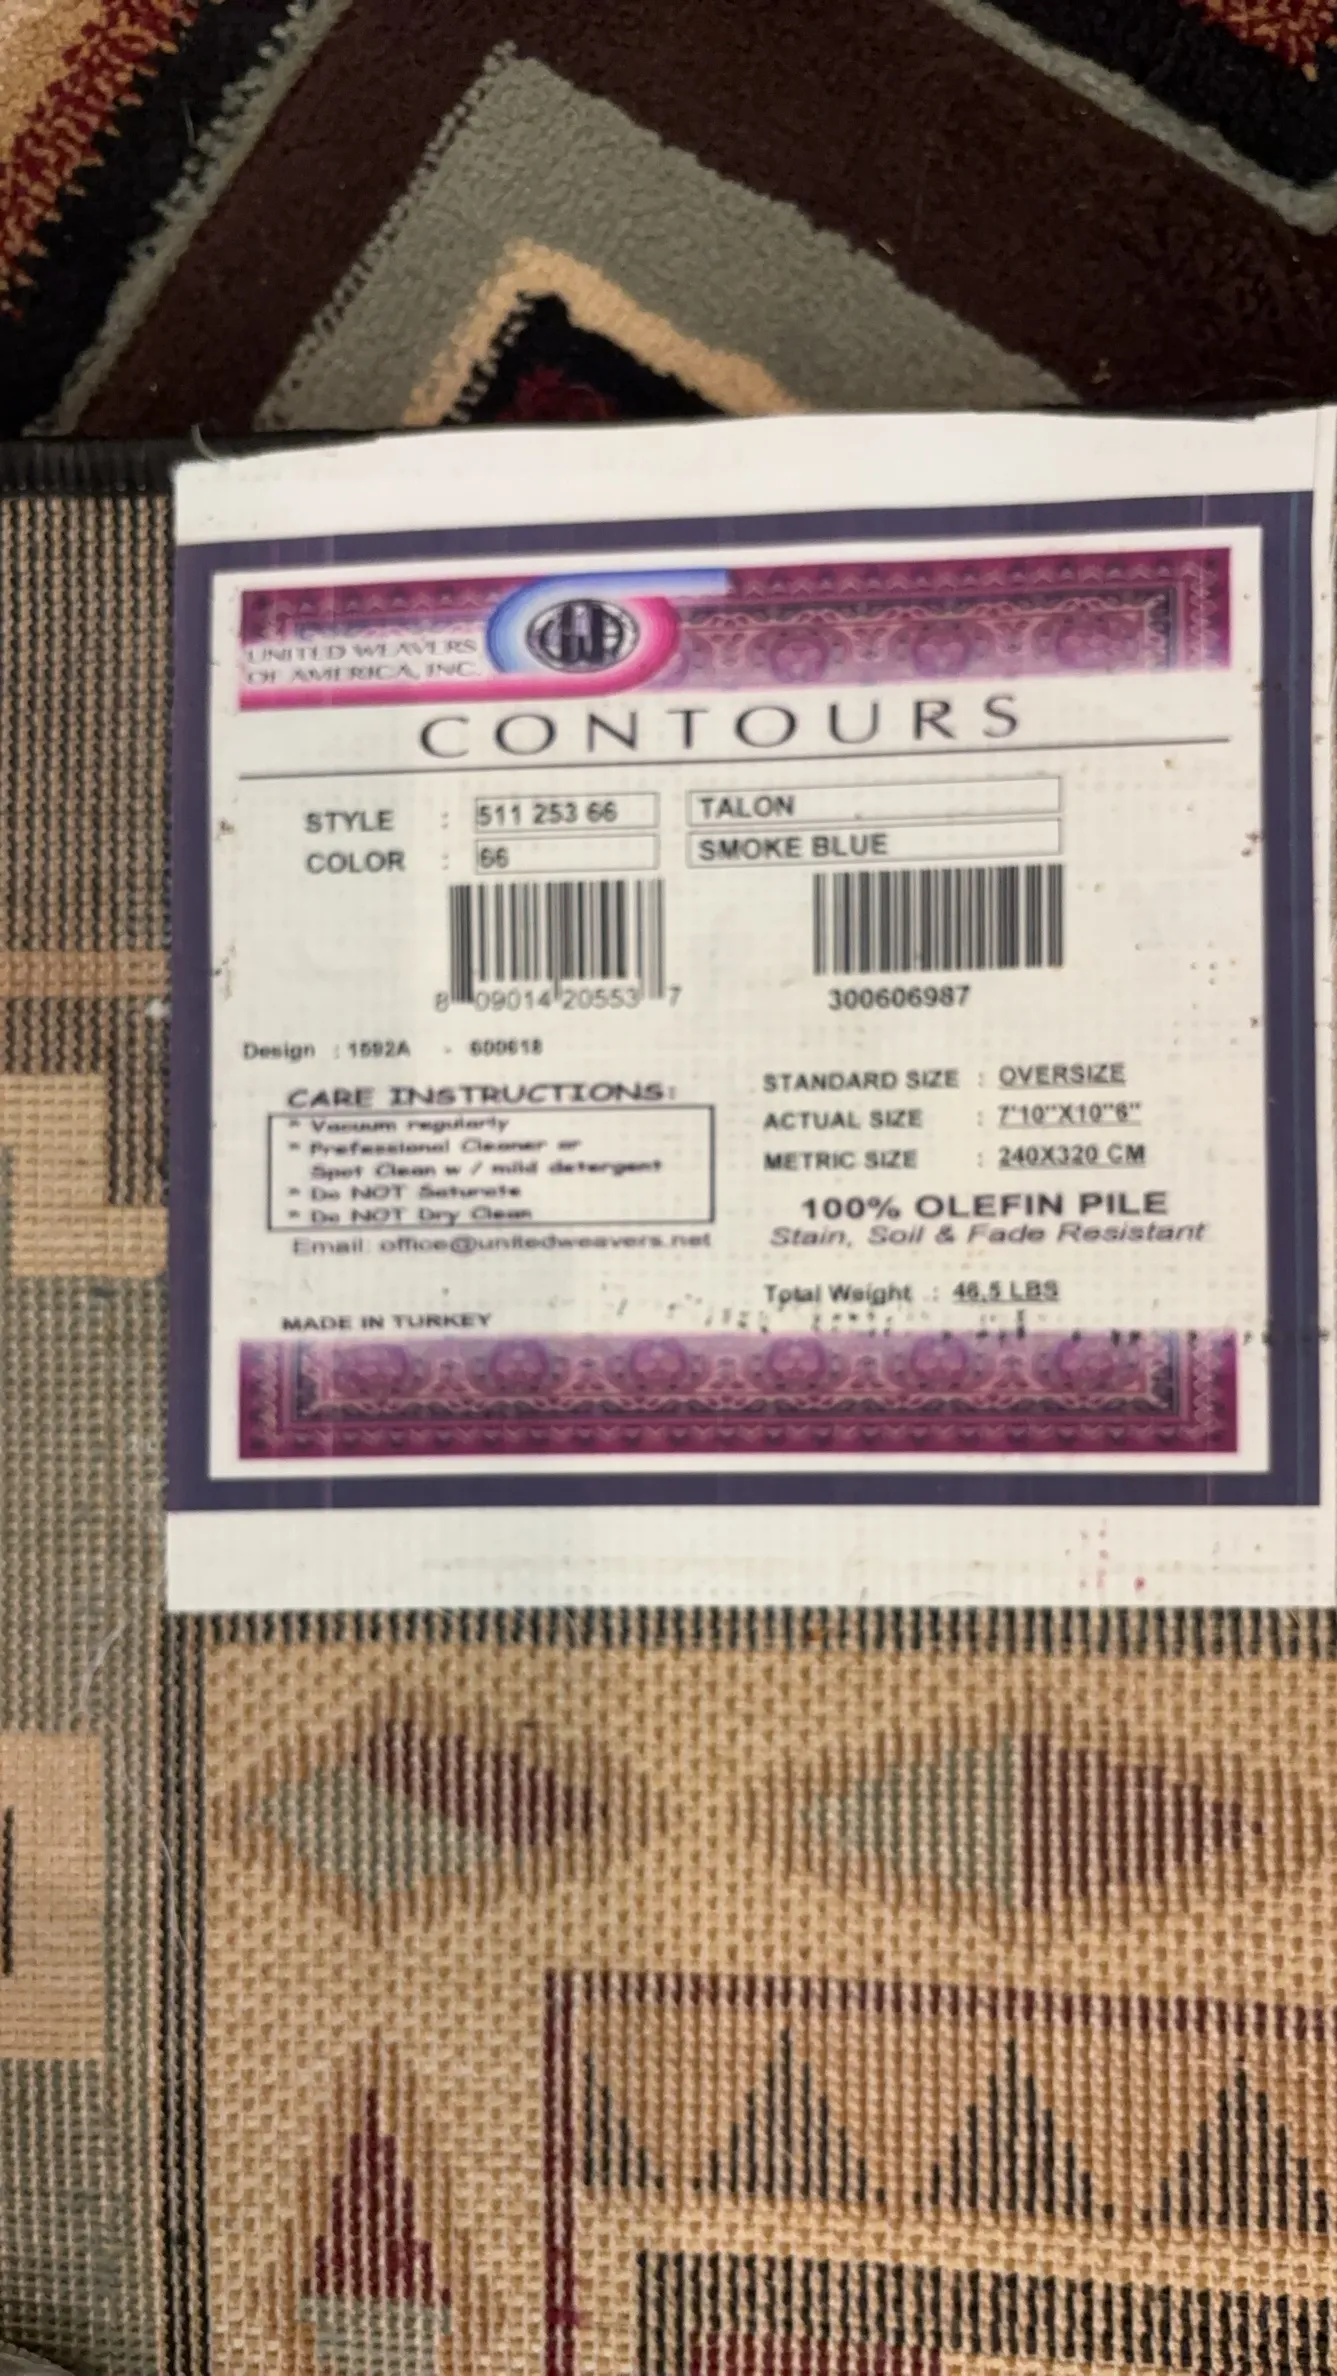 UNITED WEAVERS
OF AMERICA, INC.
CONTOURS
STYLE : 511 253 66 TALON
COLOR : 66 SMOKE BLUE
8 09014 20553 7
300606987
Design : 1592A - 600618
CARE INSTRUCTIONS:
* Vacuum regularly
* Professional Cleaner or
Spot Clean w / mild detergent
* Do NOT Saturate
* Do NOT Dry Clean
Email: office@unitedweavers.net
MADE IN TURKEY
STANDARD SIZE : OVERSIZE
ACTUAL SIZE : 7'10"X10"6"
METRIC SIZE : 240X320 CM
100% OLEFIN PILE
Stain, Soil & Fade Resistant
Total Weight : 46,5 LBS